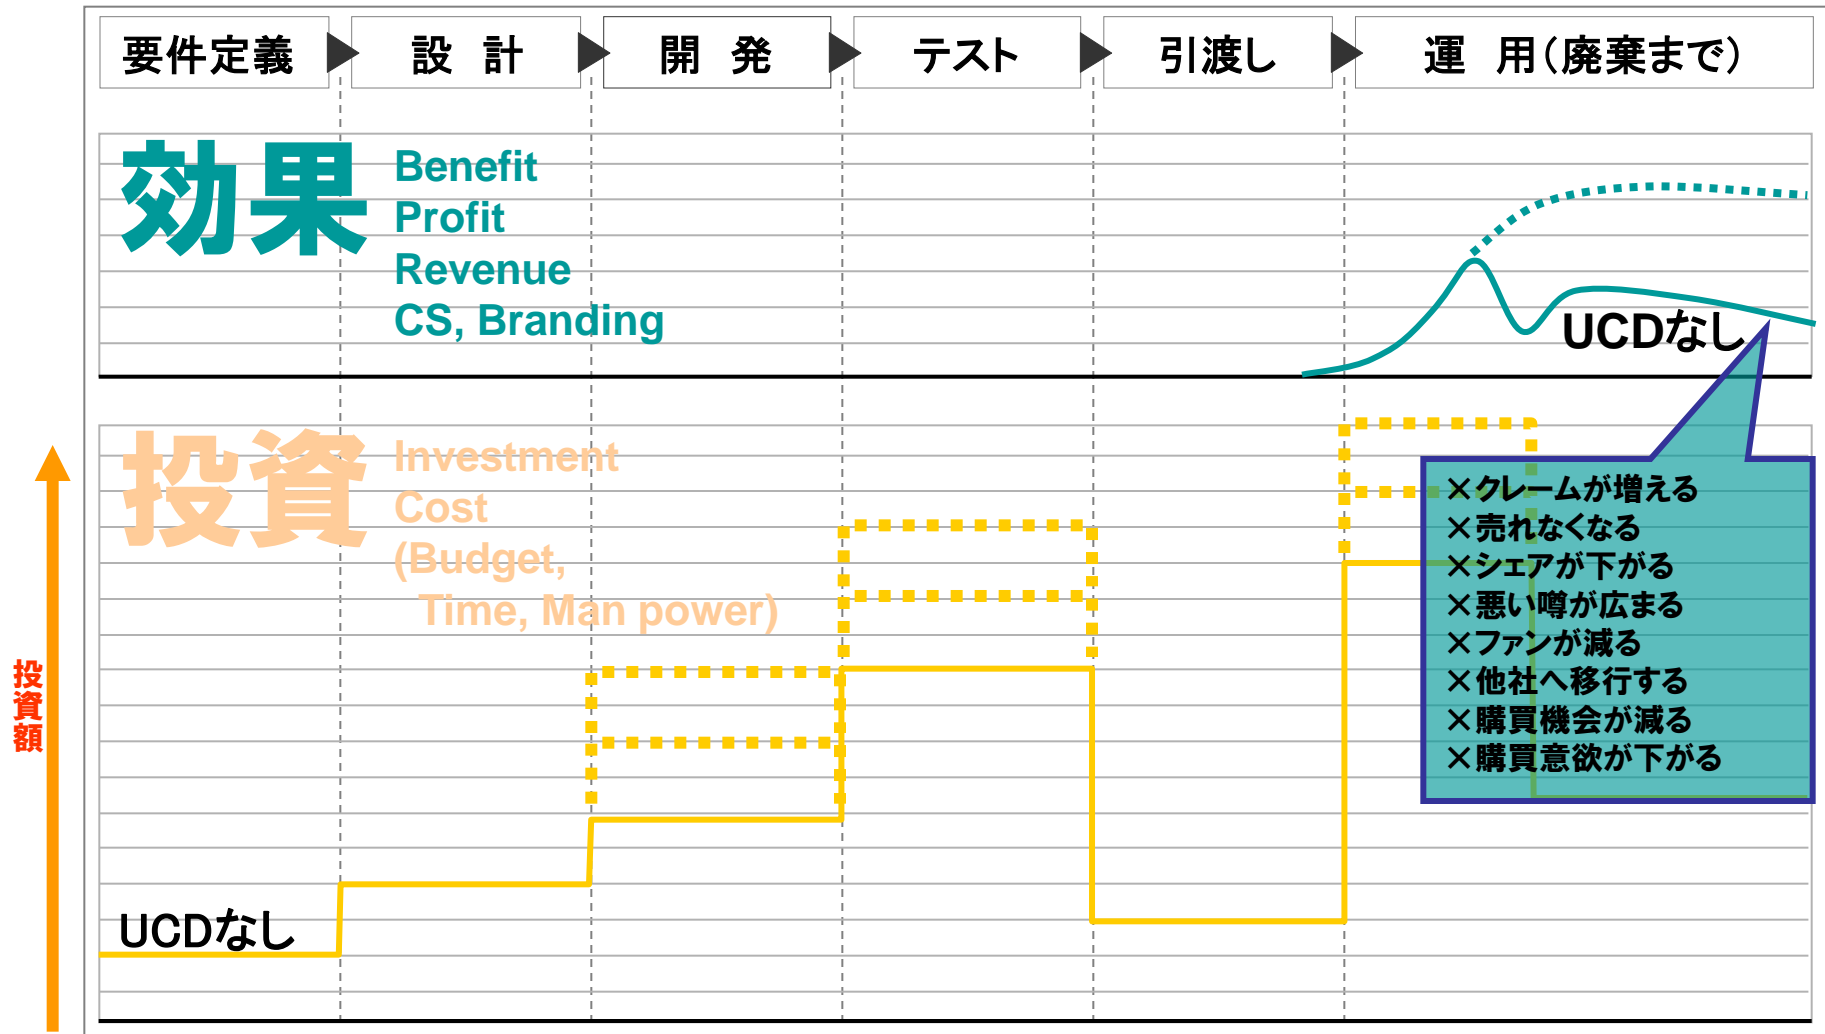 要件定義
設 計
開 発
テスト
引渡し
運 用(廃棄まで)
効果
Benefit
Profit
Revenue
CS, Branding
UCDなし
投資
Investment
Cost
(Budget,
Time, Man power)
投資額
×クレームが増える
×売れなくなる
×シェアが下がる
×悪い噂が広まる
×ファンが減る
×他社へ移行する
×購買機会が減る
×購買意欲が下がる
UCDなし